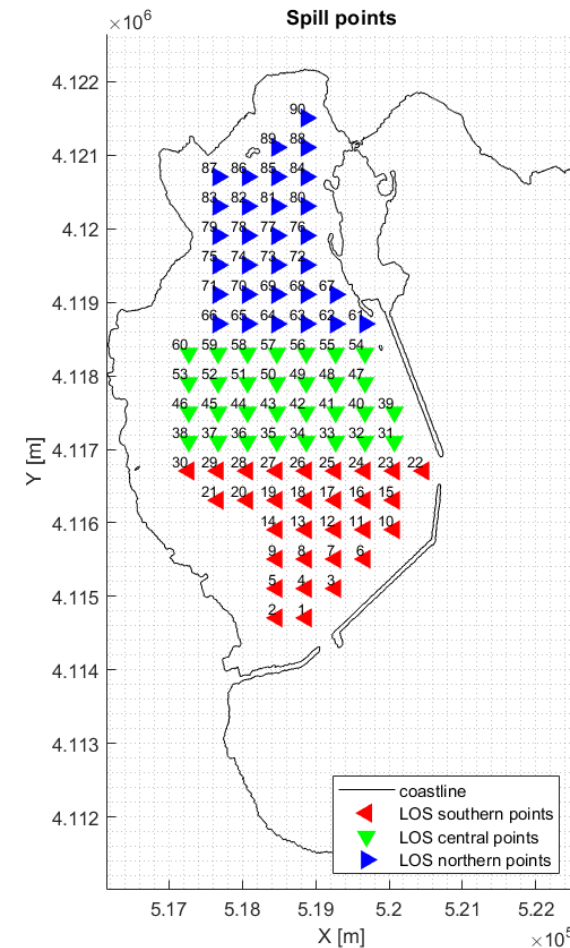 Spill points
×10⁶
4.122
4.121
4.12
4.119
4.118
4.117
4.116
4.115
4.114
4.113
4.112
Y [m]
90
89 88
87 86 85 84
83 82 81 80
79 78 77 76
75 74 73 72
71 70 69 68 67
66 65 64 63 62 61
60 59 58 57 56 55 54
53 52 51 50 49 48 47
46 45 44 43 42 41 40 39
38 37 36 35 34 33 32 31
30 29 28 27 26 25 24 23 22
21 20 19 18 17 16 15
14 13 12 11 10
9 8 7 6
5 4 3
2 1
coastline
LOS southern points
LOS central points
LOS northern points
5.17 5.18 5.19 5.2 5.21 5.22
X [m]
×10⁵